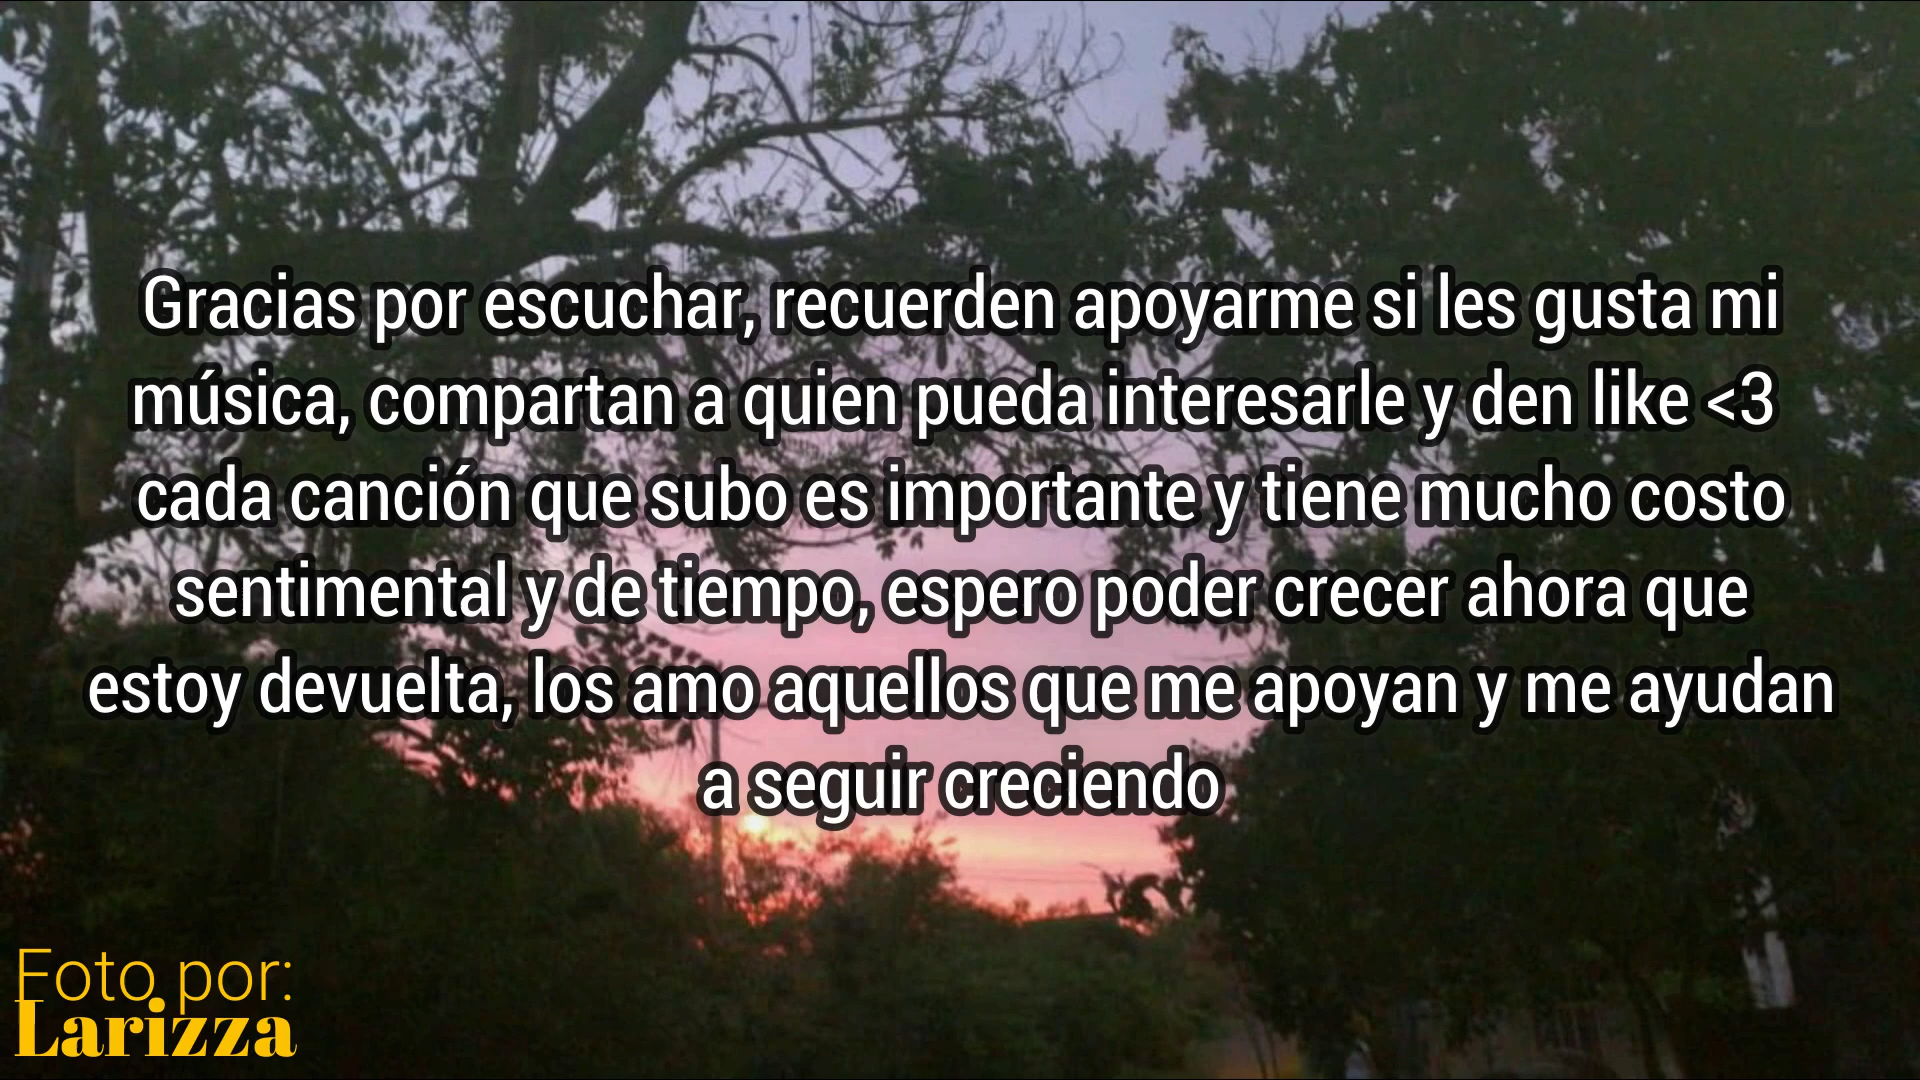 Gracias por escuchar, recuerden apoyarme si les gusta mi
música, compartan a quien pueda interesarle y den like <3
cada canción que subo es importante y tiene mucho costo
sentimental y de tiempo, espero poder crecer ahora que
estoy devuelta, los amo aquellos que me apoyan y me ayudan
a seguir creciendo
Foto por:
Larizza